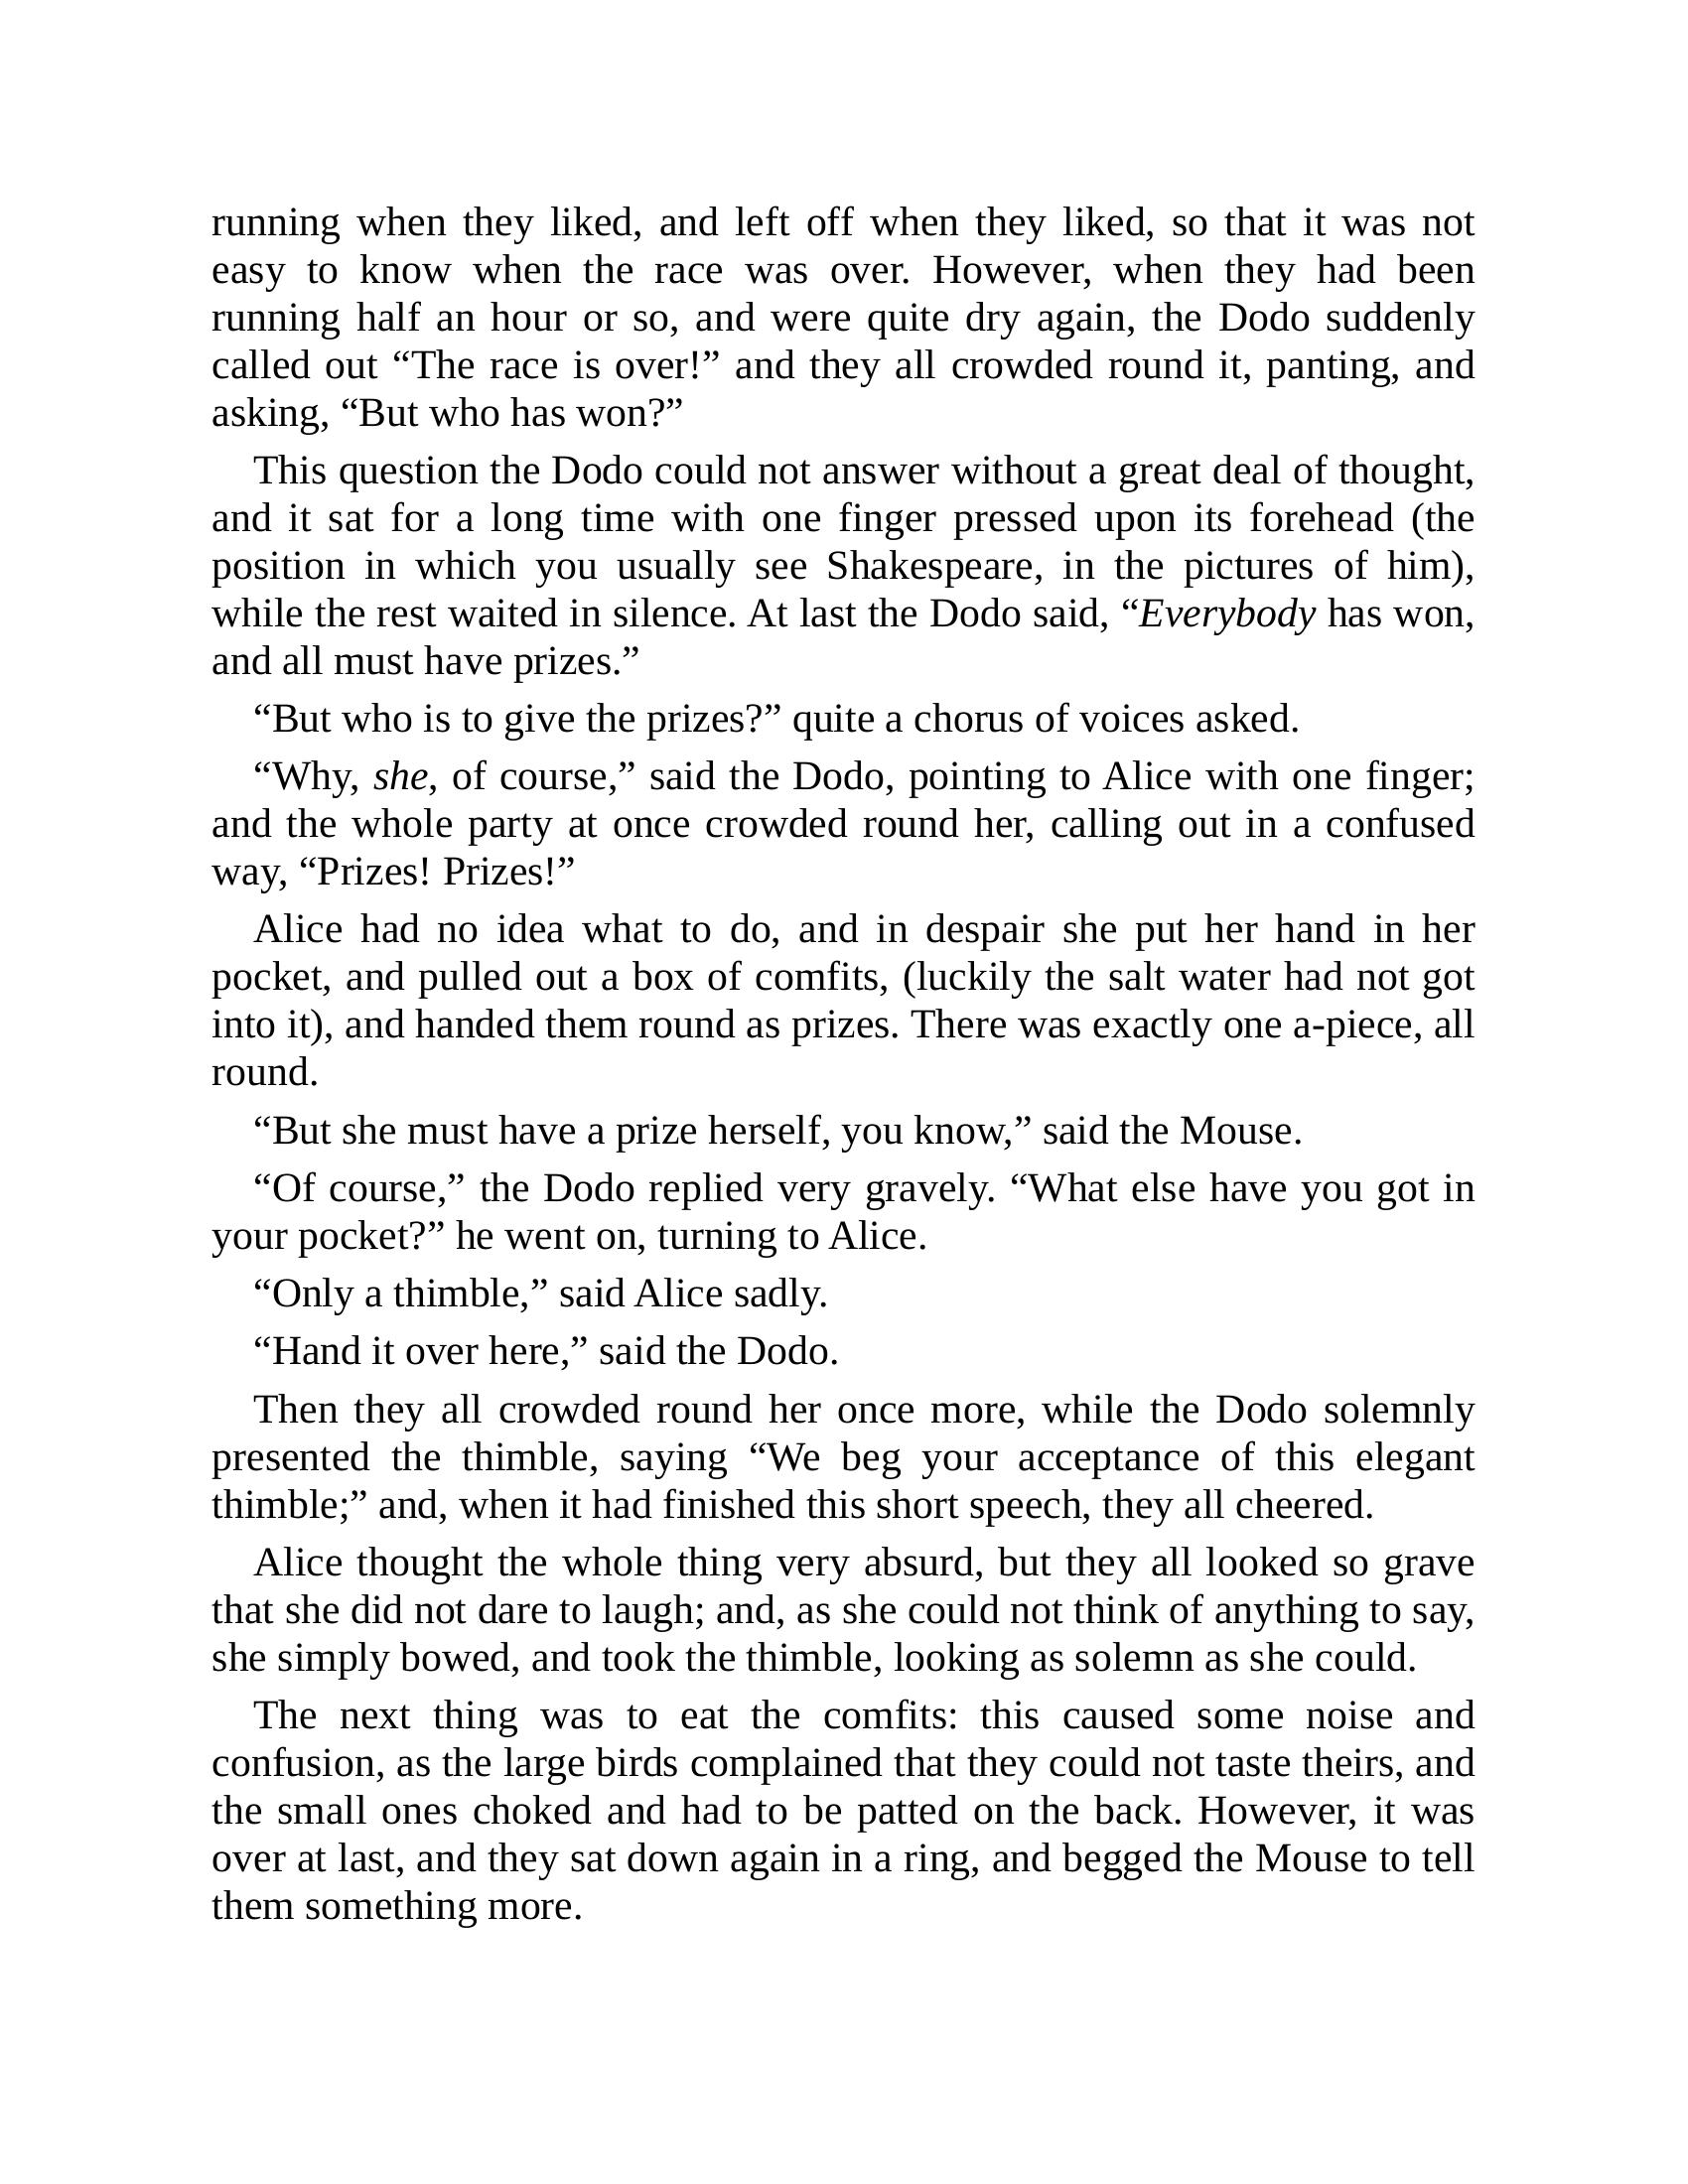 running when they liked, and left off when they liked, so that it was not
easy to know when the race was over. However, when they had been
running half an hour or so, and were quite dry again, the Dodo suddenly
called out “The race is over!” and they all crowded round it, panting, and
asking, “But who has won?”
This question the Dodo could not answer without a great deal of thought,
and it sat for a long time with one finger pressed upon its forehead (the
position in which you usually see Shakespeare, in the pictures of him),
while the rest waited in silence. At last the Dodo said, “Everybody has won,
and all must have prizes.”
“But who is to give the prizes?” quite a chorus of voices asked.
“Why, she, of course,” said the Dodo, pointing to Alice with one finger;
and the whole party at once crowded round her, calling out in a confused
way, “Prizes! Prizes!”
Alice had no idea what to do, and in despair she put her hand in her
pocket, and pulled out a box of comfits, (luckily the salt water had not got
into it), and handed them round as prizes. There was exactly one a-piece, all
round.
“But she must have a prize herself, you know,” said the Mouse.
“Of course,” the Dodo replied very gravely. “What else have you got in
your pocket?” he went on, turning to Alice.
“Only a thimble,” said Alice sadly.
“Hand it over here,” said the Dodo.
Then they all crowded round her once more, while the Dodo solemnly
presented the thimble, saying “We beg your acceptance of this elegant
thimble;” and, when it had finished this short speech, they all cheered.
Alice thought the whole thing very absurd, but they all looked so grave
that she did not dare to laugh; and, as she could not think of anything to say,
she simply bowed, and took the thimble, looking as solemn as she could.
The next thing was to eat the comfits: this caused some noise and
confusion, as the large birds complained that they could not taste theirs, and
the small ones choked and had to be patted on the back. However, it was
over at last, and they sat down again in a ring, and begged the Mouse to tell
them something more.